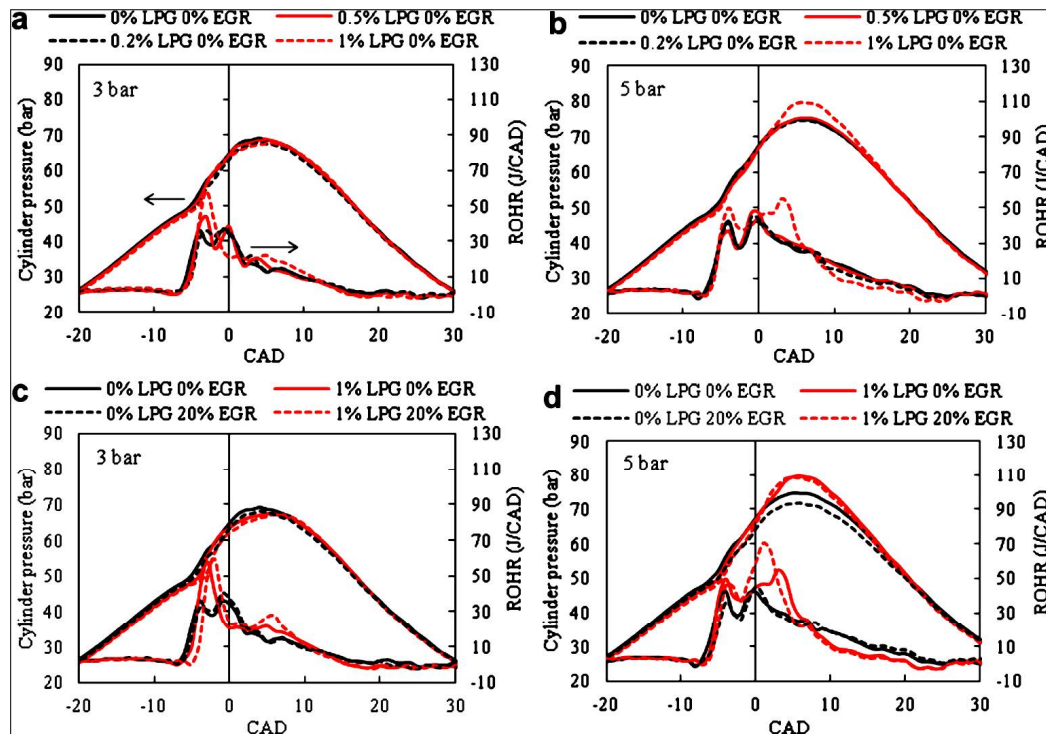 a
0% LPG 0% EGR
0.5% LPG 0% EGR
0.2% LPG 0% EGR
1% LPG 0% EGR
3 bar
Cylinder pressure (bar)
90
80
70
60
50
40
30
20
ROHR (J/CAD)
130
110
90
70
50
30
10
-10
-20
-10
0
10
20
30
CAD
b
0% LPG 0% EGR
0.5% LPG 0% EGR
0.2% LPG 0% EGR
1% LPG 0% EGR
5 bar
Cylinder pressure (bar)
90
80
70
60
50
40
30
20
ROHR (J/CAD)
130
110
90
70
50
30
10
-10
-20
-10
0
10
20
30
CAD
c
0% LPG 0% EGR
1% LPG 0% EGR
0% LPG 20% EGR
1% LPG 20% EGR
3 bar
Cylinder pressure (bar)
90
80
70
60
50
40
30
20
ROHR (J/CAD)
130
110
90
70
50
30
10
-10
-20
-10
0
10
20
30
CAD
d
0% LPG 0% EGR
1% LPG 0% EGR
0% LPG 20% EGR
1% LPG 20% EGR
5 bar
Cylinder pressure (bar)
90
80
70
60
50
40
30
20
ROHR (J/CAD)
130
110
90
70
50
30
10
-10
-20
-10
0
10
20
30
CAD